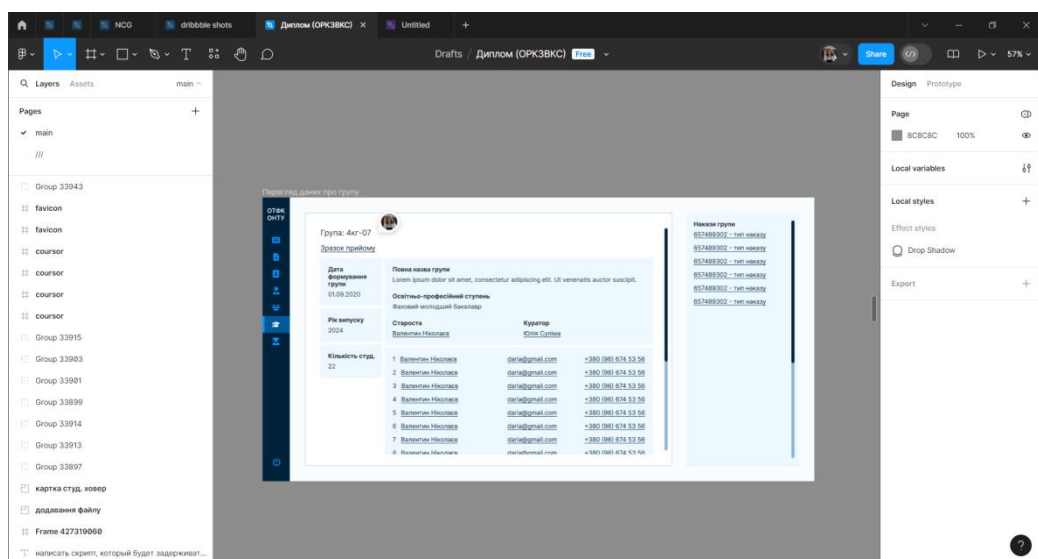 NCG
dribbble shots
Диплом (ОРКЗВКС)
Untitled
Drafts / Диплом (ОРКЗВКС) Free
Share
57%
Layers Assets main
Design Prototype
Pages
main
///
Page
8C8C8C 100%
Local variables
Local styles
Effect styles
Drop Shadow
Export
Group 33943
favicon
favicon
coursor
coursor
coursor
coursor
Group 33915
Group 33903
Group 33901
Group 33899
Group 33914
Group 33913
Group 33897
картка студ. ховер
додавання файлу
Frame 427319060
написать скрипт, который будет задерживат...
Перегляд даних про групу
ОТФК
ОНТУ
Група: 4кг-07
Зразок прийому
Дата
формування
групи
01.09.2020
Рік випуску
2024
Кількість студ.
22
Повна назва групи
Lorem ipsum dolor sit amet, consectetur adipiscing elit. Ut venenatis auctor suscipit.
Освітньо-професійний ступень
Фаховий молодший бакалавр
Староста Куратор
Валентин Ніколаєв Юлія Суліма
1 Валентин Ніколаєв daria@gmail.com +380 (96) 674 53 56
2 Валентин Ніколаєв daria@gmail.com +380 (96) 674 53 56
3 Валентин Ніколаєв daria@gmail.com +380 (96) 674 53 56
4 Валентин Ніколаєв daria@gmail.com +380 (96) 674 53 56
5 Валентин Ніколаєв daria@gmail.com +380 (96) 674 53 56
6 Валентин Ніколаєв daria@gmail.com +380 (96) 674 53 56
7 Валентин Ніколаєв daria@gmail.com +380 (96) 674 53 56
8 Валентин Ніколаєв daria@gmail.com +380 (96) 674 53 56
Накази групи
657489302 - тип наказу
657489302 - тип наказу
657489302 - тип наказу
657489302 - тип наказу
657489302 - тип наказу
657489302 - тип наказу
?